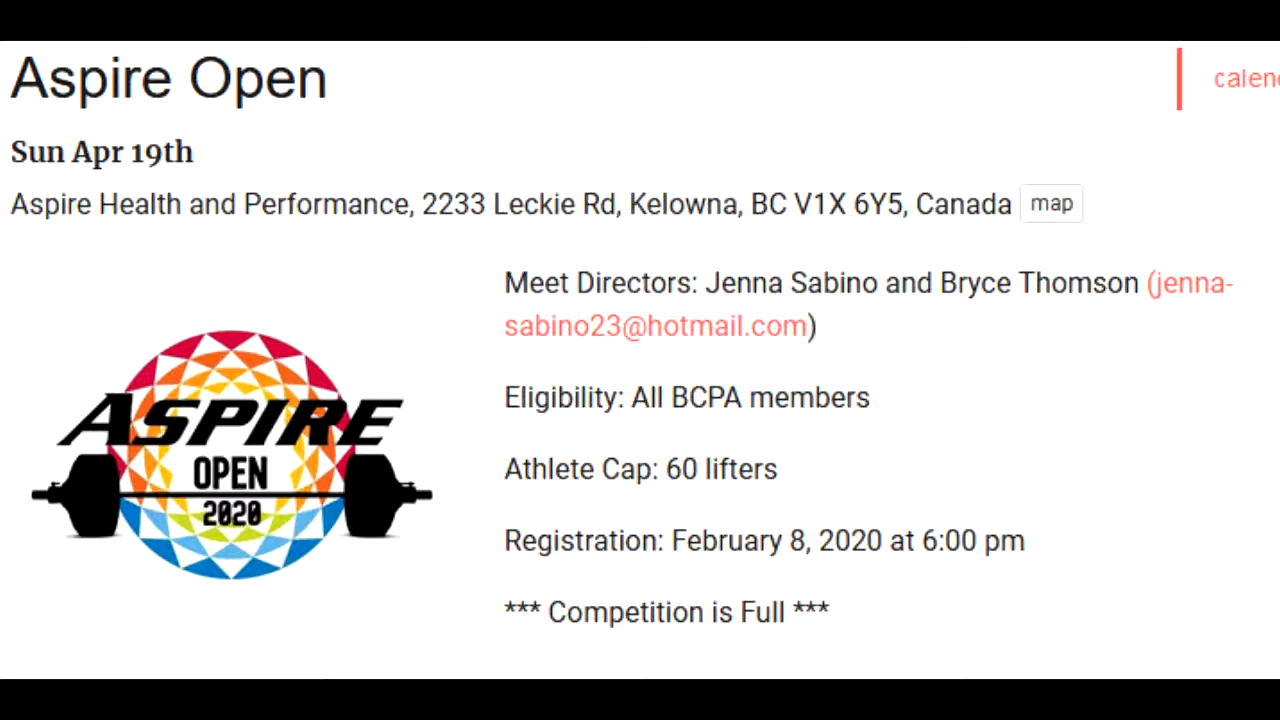 Aspire Open
calen
Sun Apr 19th
Aspire Health and Performance, 2233 Leckie Rd, Kelowna, BC V1X 6Y5, Canada map
Meet Directors: Jenna Sabino and Bryce Thomson (jenna-
sabino23@hotmail.com)
Eligibility: All BCPA members
Athlete Cap: 60 lifters
Registration: February 8, 2020 at 6:00 pm
*** Competition is Full ***
ASPIRE
OPEN
2020